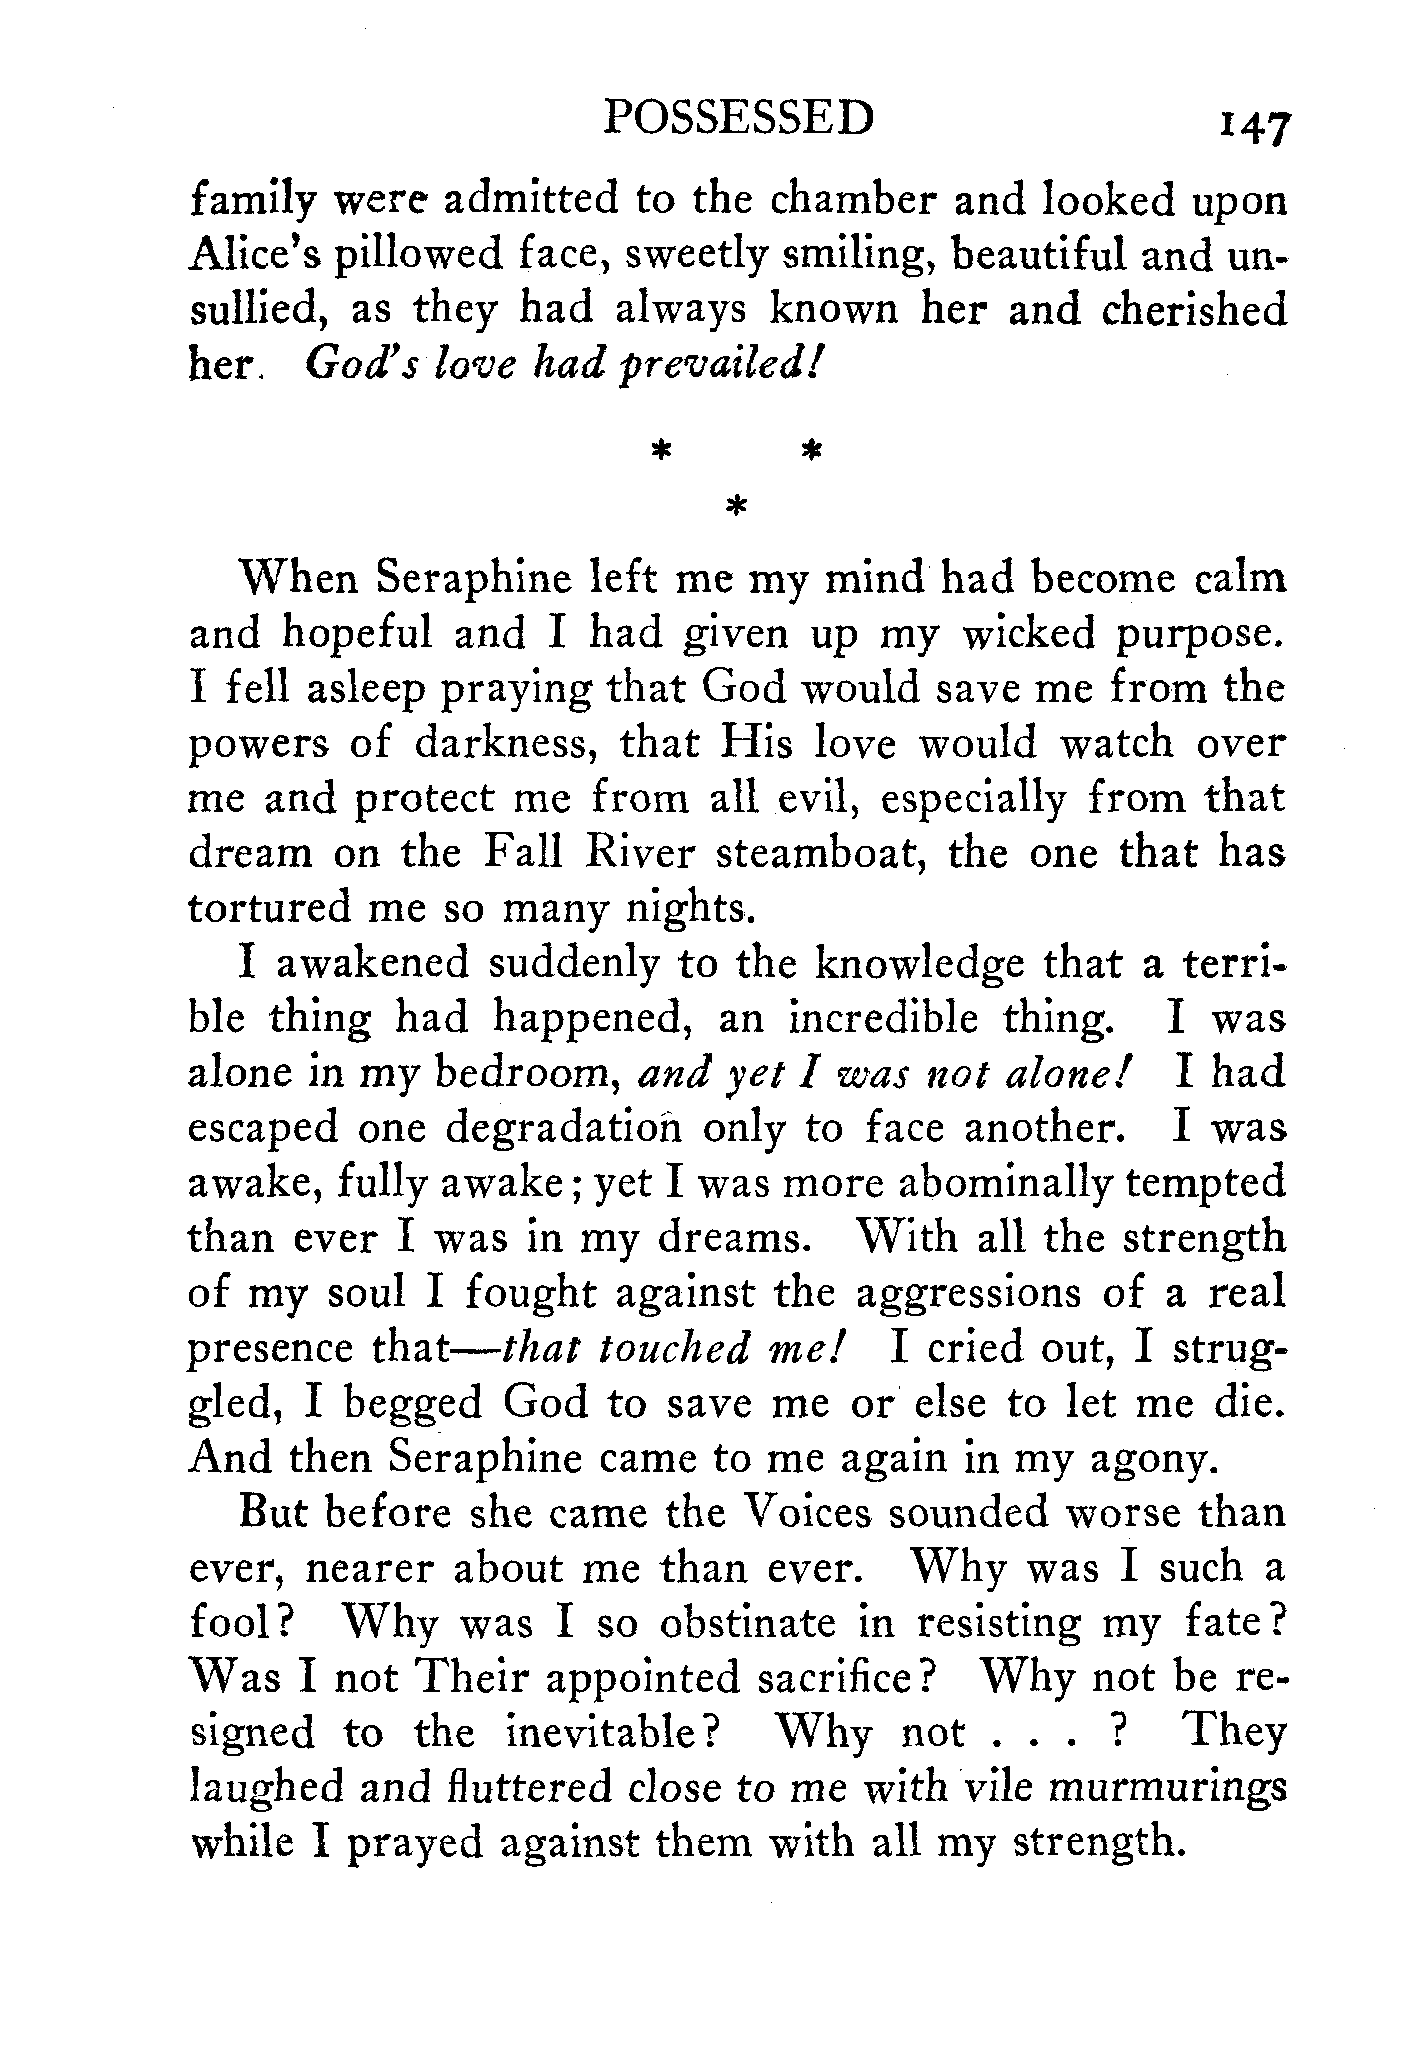 POSSESSED 147
family were admitted to the chamber and looked upon
Alice's pillowed face, sweetly smiling, beautiful and un-
sullied, as they had always known her and cherished
her. God's love had prevailed!
* *
*
When Seraphine left me my mind had become calm
and hopeful and I had given up my wicked purpose.
I fell asleep praying that God would save me from the
powers of darkness, that His love would watch over
me and protect me from all evil, especially from that
dream on the Fall River steamboat, the one that has
tortured me so many nights.
I awakened suddenly to the knowledge that a terri-
ble thing had happened, an incredible thing. I was
alone in my bedroom, and yet I was not alone! I had
escaped one degradation only to face another. I was
awake, fully awake; yet I was more abominally tempted
than ever I was in my dreams. With all the strength
of my soul I fought against the aggressions of a real
presence that—that touched me! I cried out, I strug-
gled, I begged God to save me or else to let me die.
And then Seraphine came to me again in my agony.
But before she came the Voices sounded worse than
ever, nearer about me than ever. Why was I such a
fool? Why was I so obstinate in resisting my fate?
Was I not Their appointed sacrifice? Why not be re-
signed to the inevitable? Why not . . . ? They
laughed and fluttered close to me with vile murmurings
while I prayed against them with all my strength.